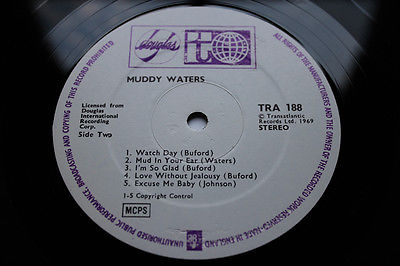 douglas
MUDDY WATERS
Licensed from
Douglas
International
Recording
Corp.
Side Two
TRA 188
© Transatlantic
Records Ltd. 1969
STEREO
1. Watch Day (Buford)
2. Mud In Your Ear (Waters)
3. I'm So Glad (Buford)
4. Love Without Jealousy (Buford)
5. Excuse Me Baby (Johnson)
1-5 Copyright Control
MCPS
ALL RIGHTS OF THE MANUFACTURERS AND THE OWNER OF THE RECORDED WORK RESERVED · MADE IN ENGLAND
UNAUTHORISED PUBLIC PERFORMANCE, BROADCASTING AND COPYING OF THIS RECORD PROHIBITED